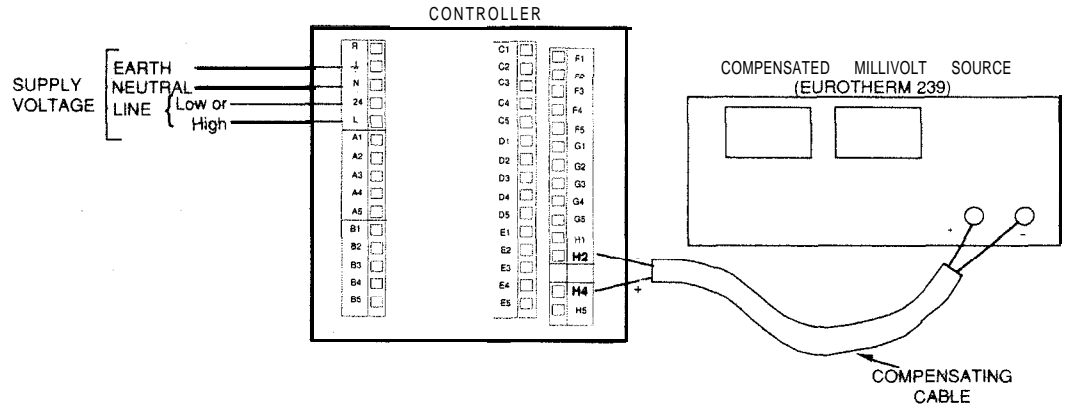 CONTROLLER
SUPPLY VOLTAGE
EARTH
NEUTRAL
LINE { Low or
High
N
24
L
A1
A2
A3
A4
A5
B1
B2
B3
B4
B5
C1
C2
C3
C4
C5
D1
D2
D3
D4
D5
E1
E2
E3
E4
E5
F1
F3
F4
F5
G1
G2
G3
G4
G5
H1
H2
H4
H5
+
COMPENSATED MILLIVOLT SOURCE
(EUROTHERM 239)
+ -
COMPENSATING
CABLE